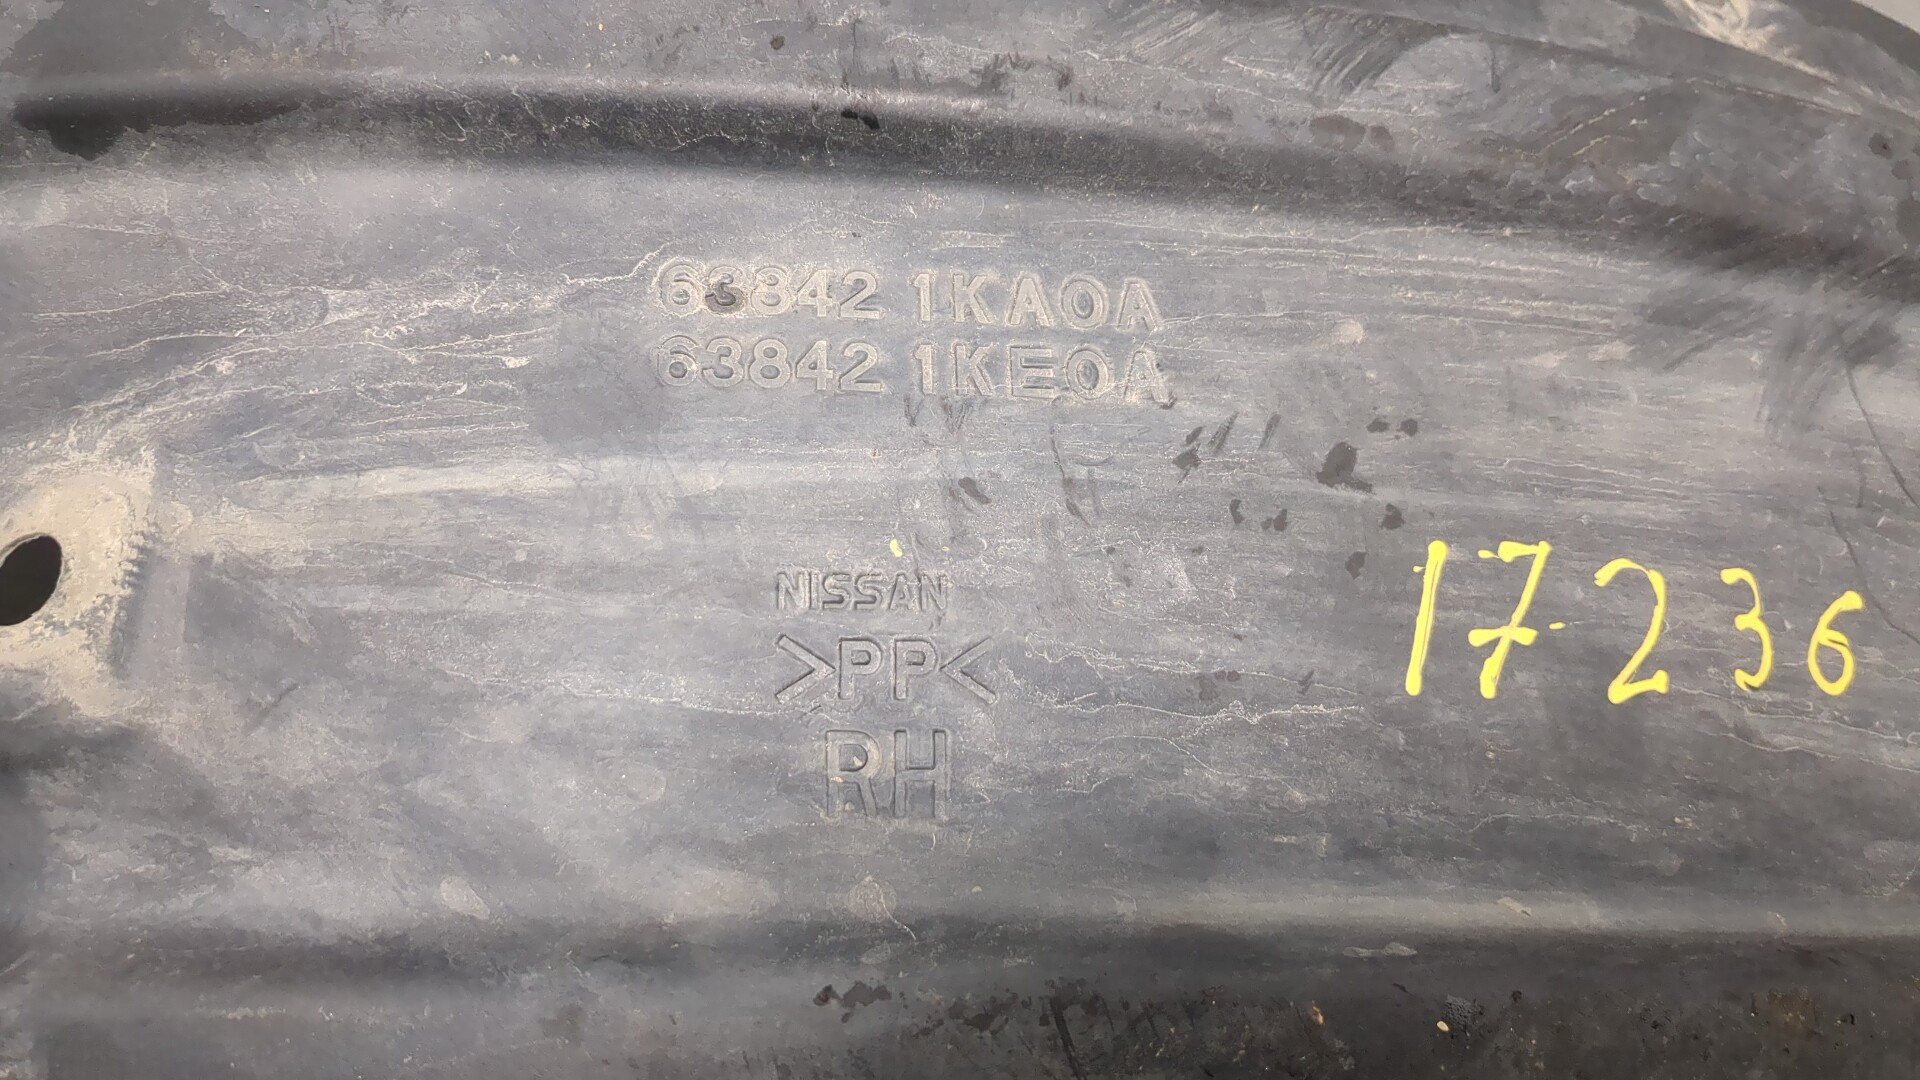 63842 1KA0A
63842 1KE0A
NISSAN
>PP<
RH
17236